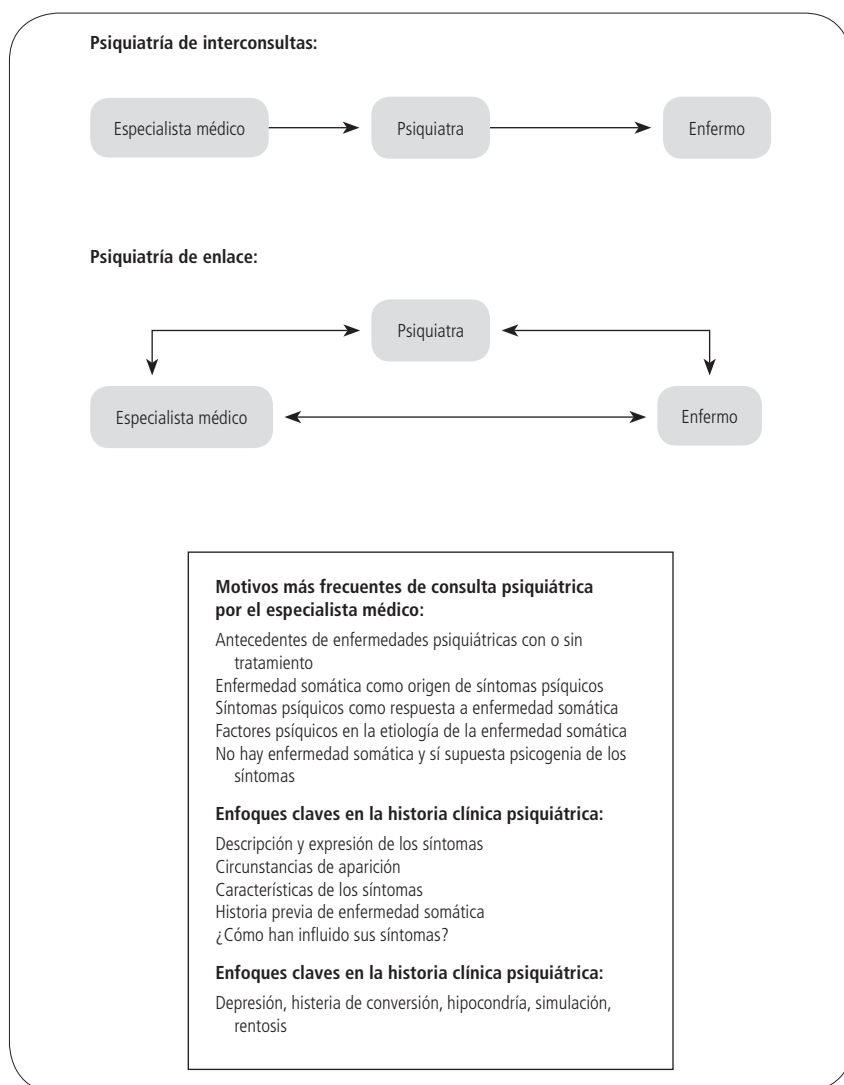 Psiquiatría de interconsultas:
Especialista médico
Psiquiatra
Enfermo
Psiquiatría de enlace:
Psiquiatra
Especialista médico
Enfermo
Motivos más frecuentes de consulta psiquiátrica
por el especialista médico:
Antecedentes de enfermedades psiquiátricas con o sin
tratamiento
Enfermedad somática como origen de síntomas psíquicos
Síntomas psíquicos como respuesta a enfermedad somática
Factores psíquicos en la etiología de la enfermedad somática
No hay enfermedad somática y sí supuesta psicogenia de los
síntomas
Enfoques claves en la historia clínica psiquiátrica:
Descripción y expresión de los síntomas
Circunstancias de aparición
Características de los síntomas
Historia previa de enfermedad somática
¿Cómo han influido sus síntomas?
Enfoques claves en la historia clínica psiquiátrica:
Depresión, histeria de conversión, hipocondría, simulación,
rentosis